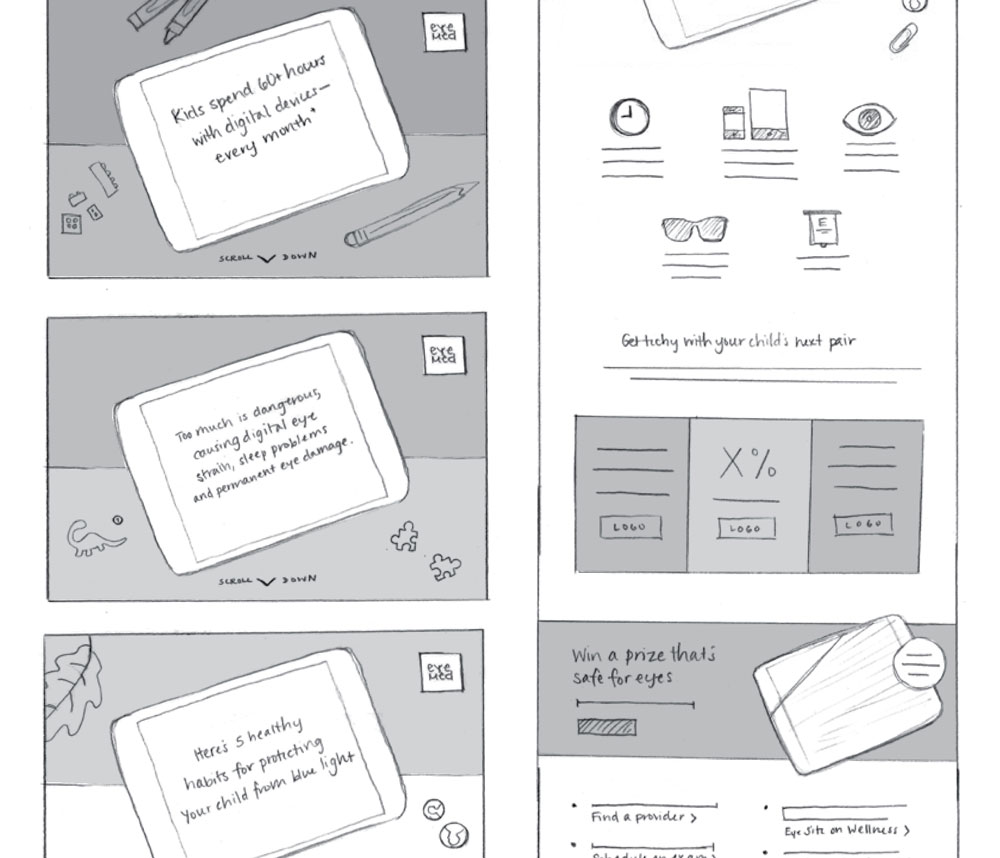 eye
med
Kids spend 60+ hours
with digital devices—
every month*
SCROLL DOWN
eye
med
Too much is dangerous,
causing digital eye
strain, sleep problems
and permanent eye damage.
SCROLL DOWN
eye
med
Here's 5 healthy
habits for protecting
your child from blue light
E
Get techy with your child's next pair
X%
LOGO
LOGO
LOGO
Win a prize that's
safe for eyes
Find a provider >
Eye Site on Wellness >
Schedule an exam >